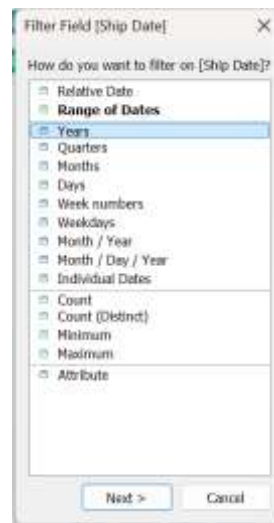 Filter Field [Ship Date]
How do you want to filter on [Ship Date]?
Relative Date
Range of Dates
Years
Quarters
Months
Days
Week numbers
Weekdays
Month / Year
Month / Day / Year
Individual Dates
Count
Count (Distinct)
Minimum
Maximum
Attribute
Next >
Cancel